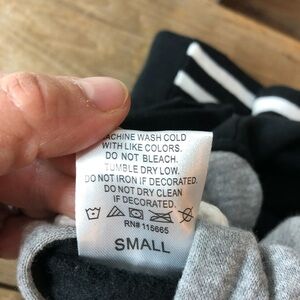 MACHINE WASH COLD
WITH LIKE COLORS.
DO NOT BLEACH.
TUMBLE DRY LOW.
DO NOT IRON IF DECORATED.
DO NOT DRY CLEAN
IF DECORATED.
RN# 115665
SMALL